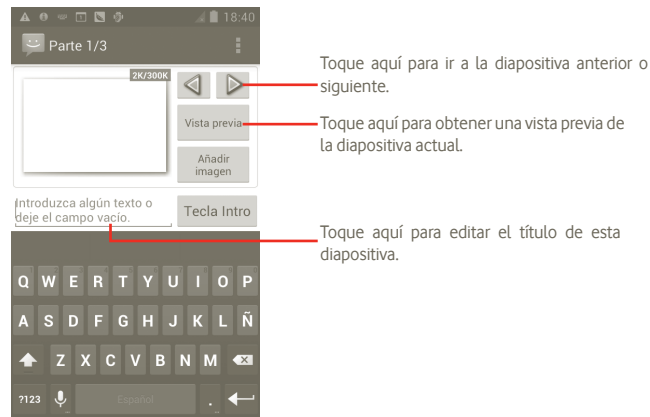 18:40
Parte 1/3
2K/300K
Vista previa
Añadir
imagen
Introduzca algún texto o
deje el campo vacío.
Tecla Intro
Q W E R T Y U I O P
A S D F G H J K L Ñ
Z X C V B N M
?123 Español .
Toque aquí para ir a la diapositiva anterior o
siguiente.
Toque aquí para obtener una vista previa de
la diapositiva actual.
Toque aquí para editar el título de esta
diapositiva.